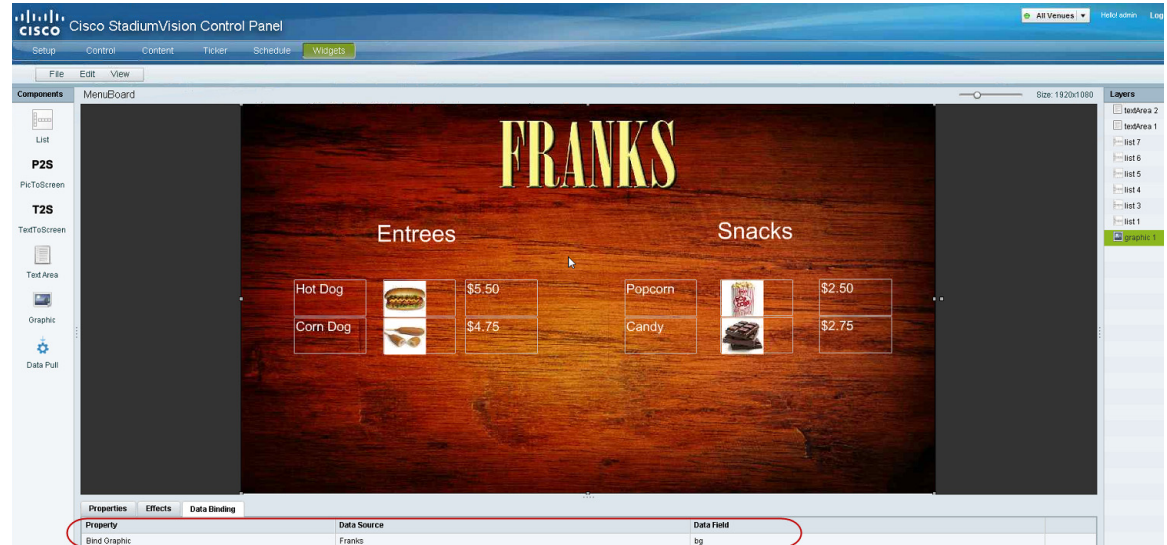 CISCO
Cisco StadiumVision Control Panel
All Venues
Hello! admin
Log
Setup
Control
Content
Ticker
Schedule
Widgets
File
Edit
View
Components
MenuBoard
Size: 1920x1080
Layers
List
P2S
PicToScreen
T2S
TextToScreen
Text Area
Graphic
Data Pull
FRANKS
Entrees
Snacks
Hot Dog
$5.50
Popcorn
$2.50
Corn Dog
$4.75
Candy
$2.75
textArea 2
textArea 1
list 7
list 6
list 5
list 4
list 3
list 1
graphic 1
Properties
Effects
Data Binding
Property
Data Source
Data Field
Bind Graphic
Franks
bg